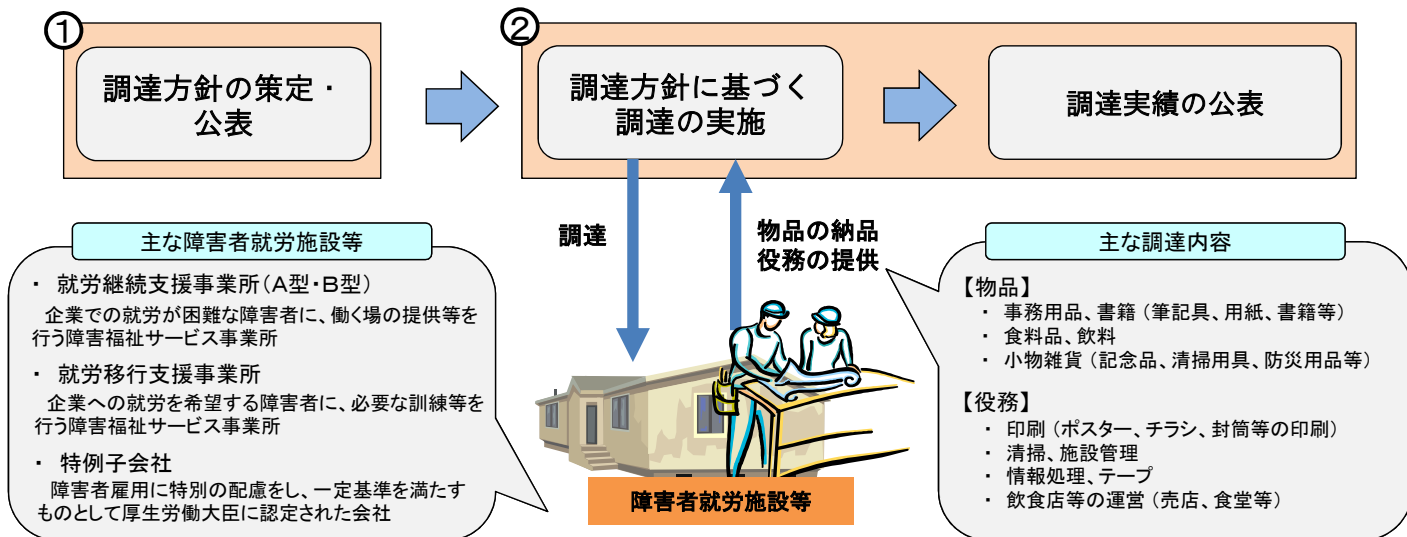 ①
調達方針の策定・
公表
②
調達方針に基づく
調達の実施
調達実績の公表
調達
物品の納品
役務の提供
主な障害者就労施設等
・ 就労継続支援事業所(A型・B型)
企業での就労が困難な障害者に、働く場の提供等を
行う障害福祉サービス事業所
・ 就労移行支援事業所
企業への就労を希望する障害者に、必要な訓練等を
行う障害福祉サービス事業所
・ 特例子会社
障害者雇用に特別の配慮をし、一定基準を満たす
ものとして厚生労働大臣に認定された会社
障害者就労施設等
主な調達内容
【物品】
・ 事務用品、書籍 (筆記具、用紙、書籍等)
・ 食料品、飲料
・ 小物雑貨 (記念品、清掃用具、防災用品等)
【役務】
・ 印刷 (ポスター、チラシ、封筒等の印刷)
・ 清掃、施設管理
・ 情報処理、テープ
・ 飲食店等の運営 (売店、食堂等)